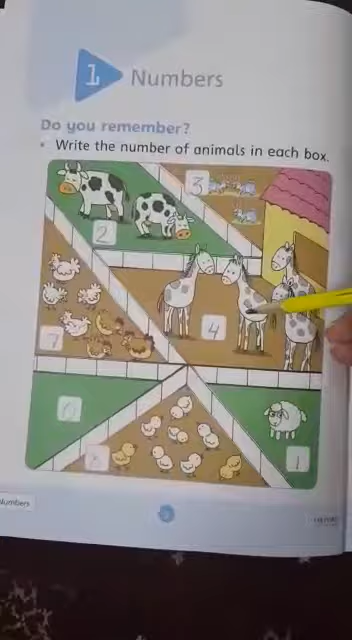 1 Numbers
Do you remember?
• Write the number of animals in each box.
3
2
4
7
0
1
Numbers